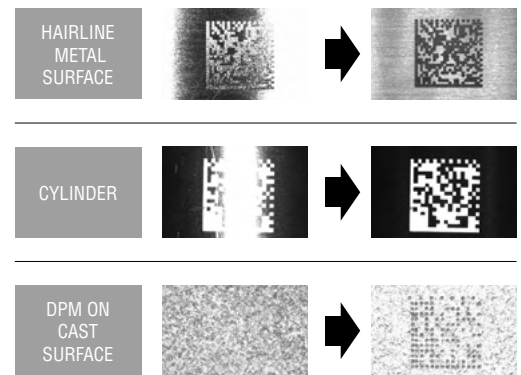 HAIRLINE
METAL
SURFACE
CYLINDER
DPM ON
CAST
SURFACE